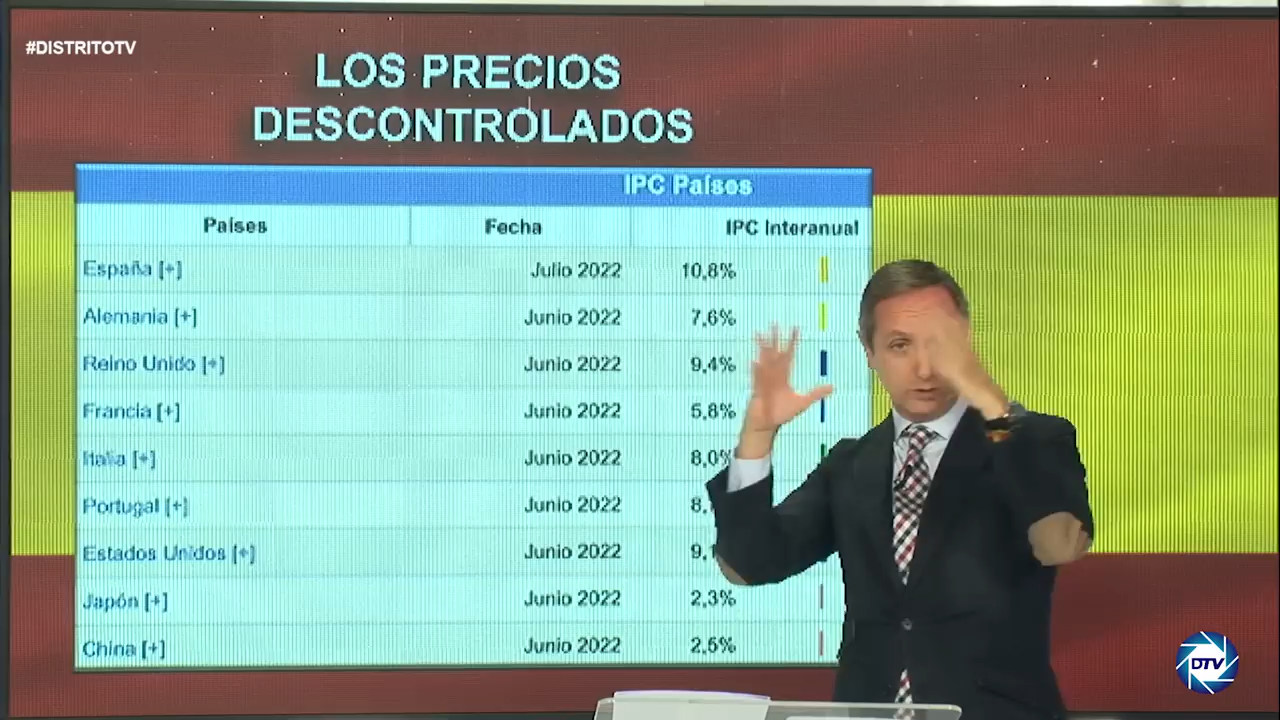 #DISTRITOTV
LOS PRECIOS
DESCONTROLADOS
IPC Países
Países Fecha IPC Interanual
España [+] Julio 2022 10,8%
Alemania [+] Junio 2022 7,6%
Reino Unido [+] Junio 2022 9,4%
Francia [+] Junio 2022 5,8%
Italia [+] Junio 2022 8,0%
Portugal [+] Junio 2022
Estados Unidos [+] Junio 2022
Japón [+] Junio 2022 2,3%
China [+] Junio 2022 2,5%
DTV